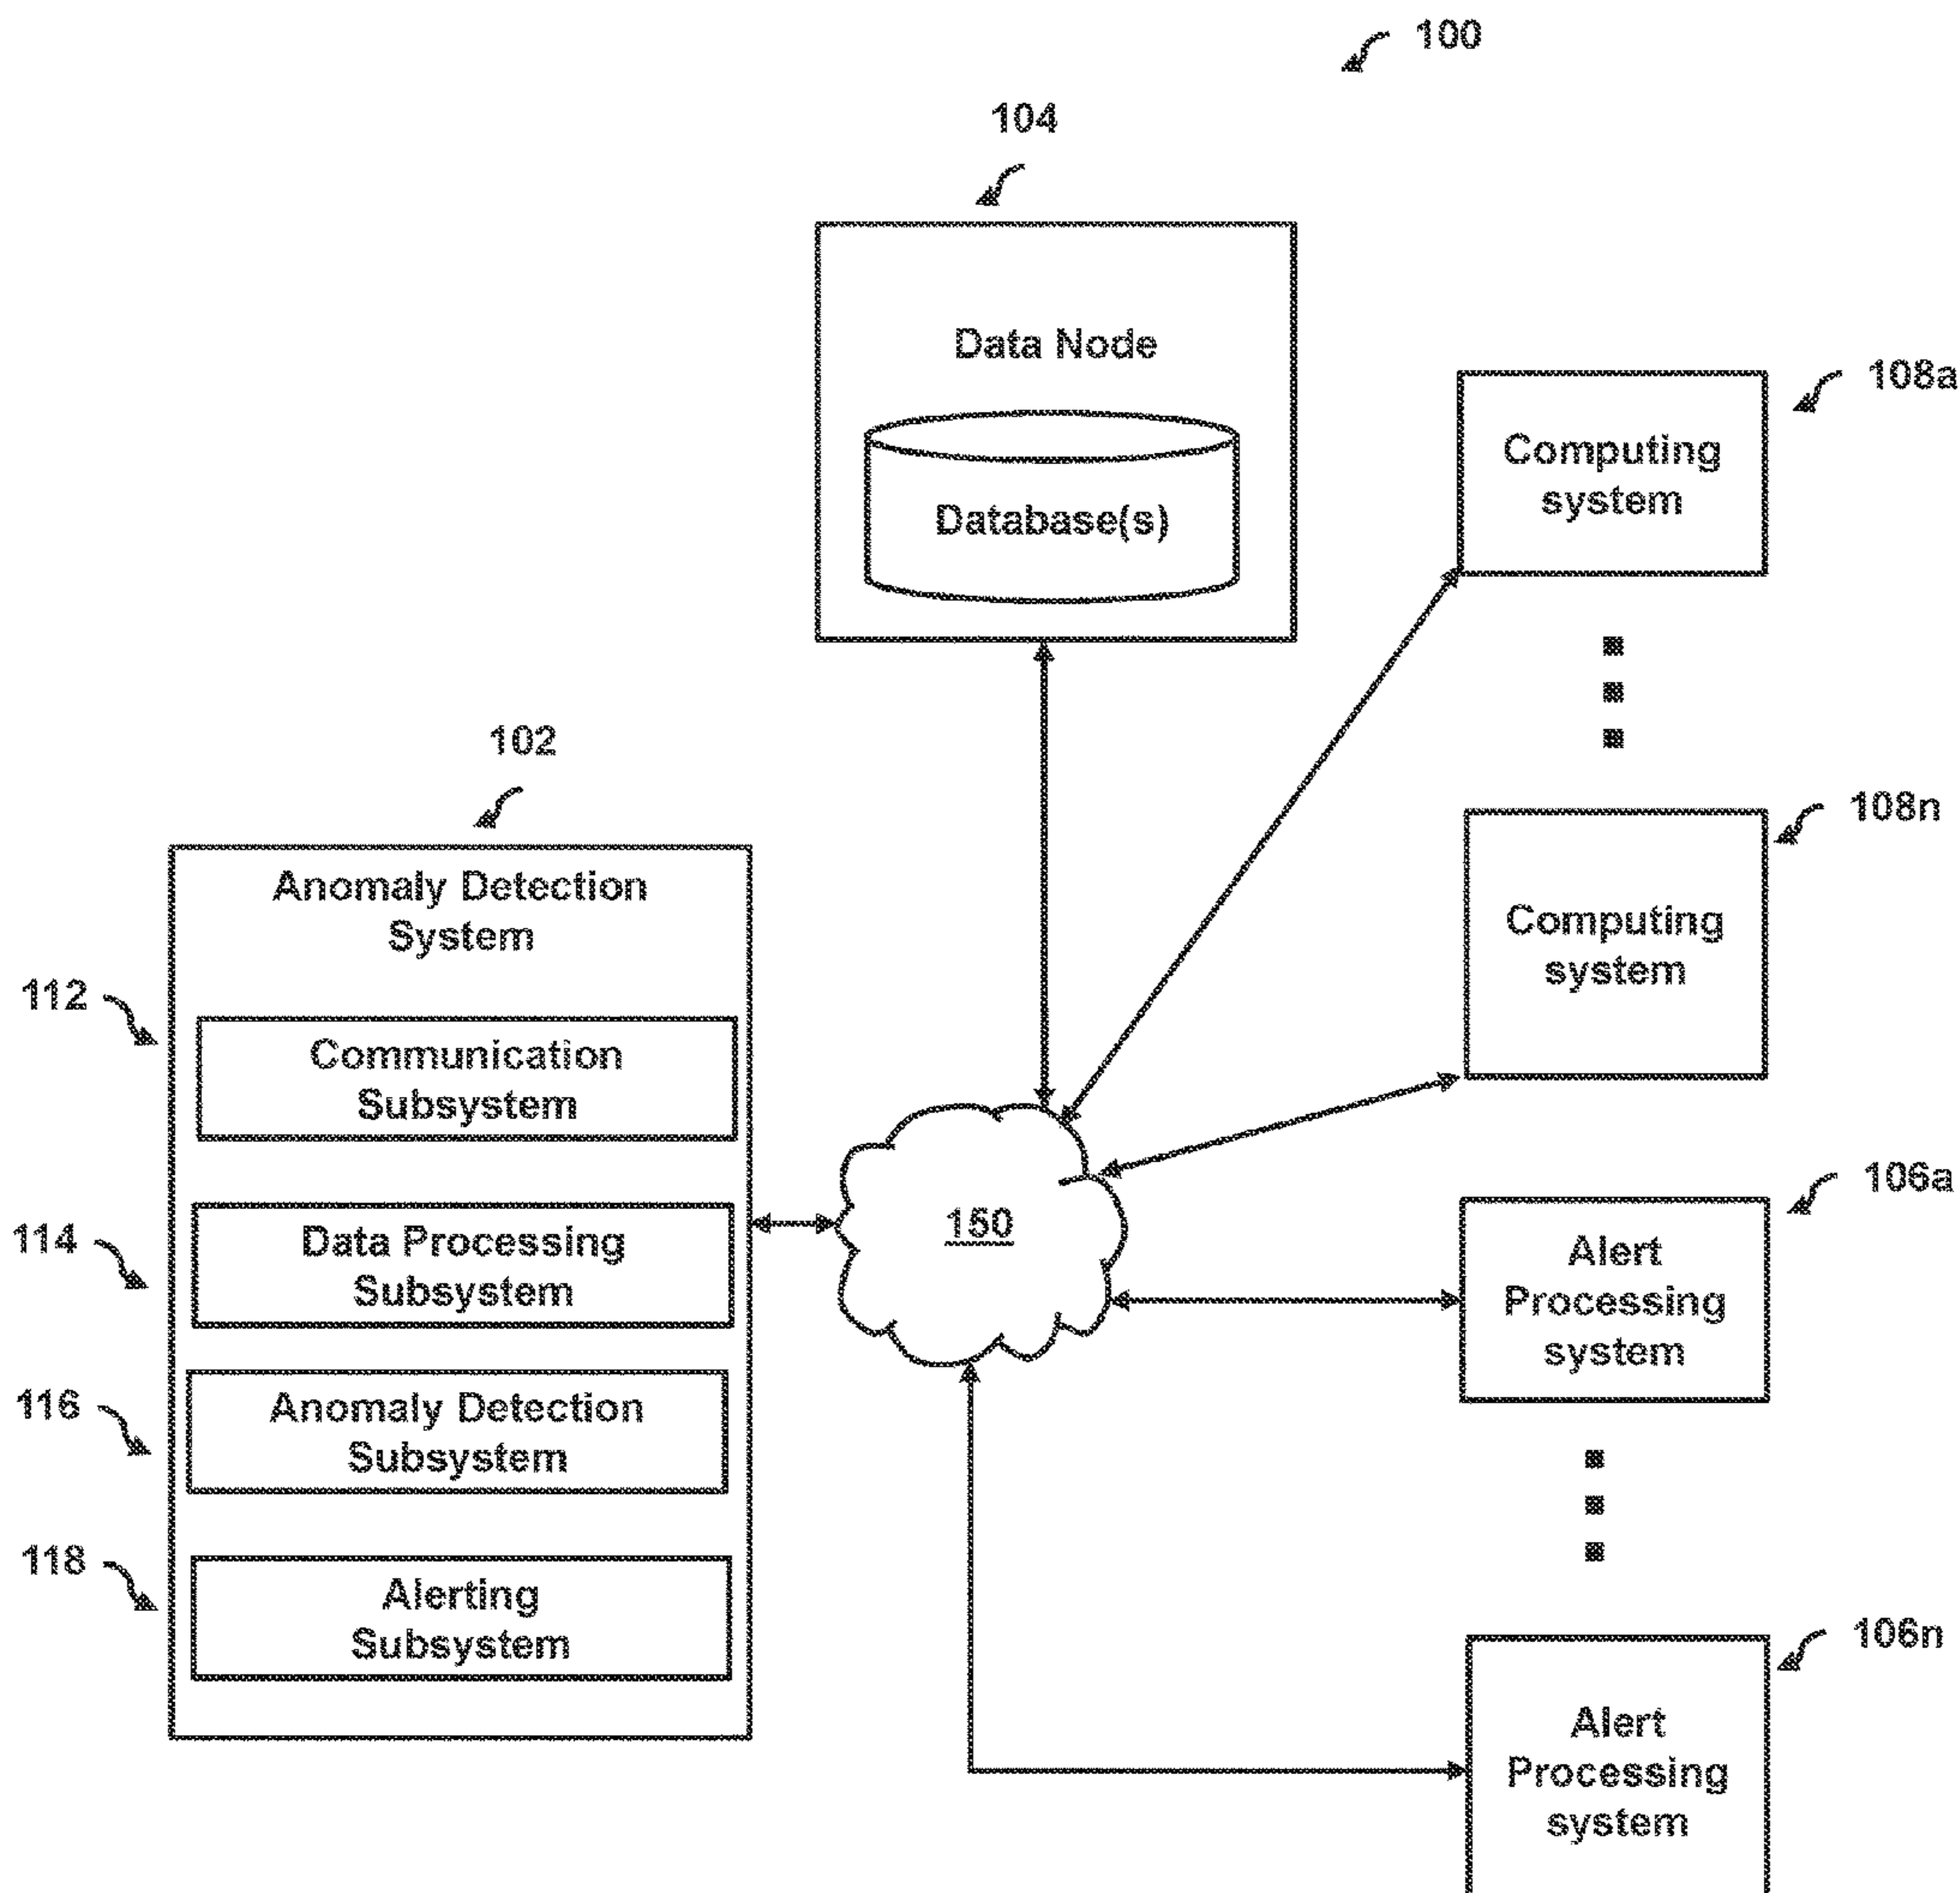 100
104
Data Node
Database(s)
108a
Computing
system
108n
Computing
system
102
Anomaly Detection
System
112
Communication
Subsystem
114
Data Processing
Subsystem
116
Anomaly Detection
Subsystem
118
Alerting
Subsystem
150
106a
Alert
Processing
system
106n
Alert
Processing
system